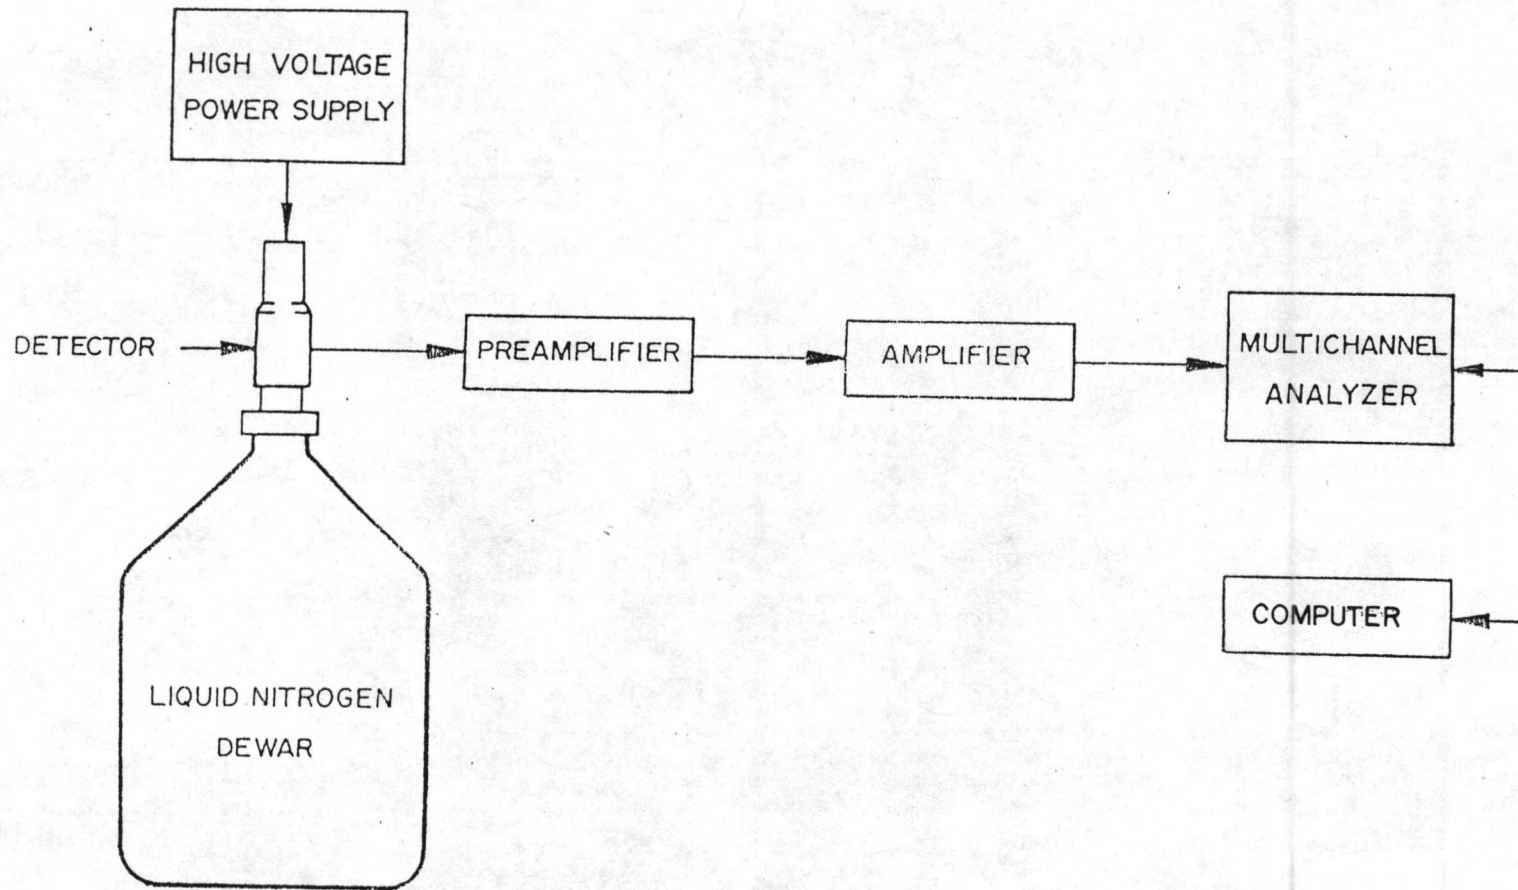 HIGH VOLTAGE
POWER SUPPLY
DETECTOR
PREAMPLIFIER
AMPLIFIER
MULTICHANNEL
ANALYZER
COMPUTER
LIQUID NITROGEN
DEWAR